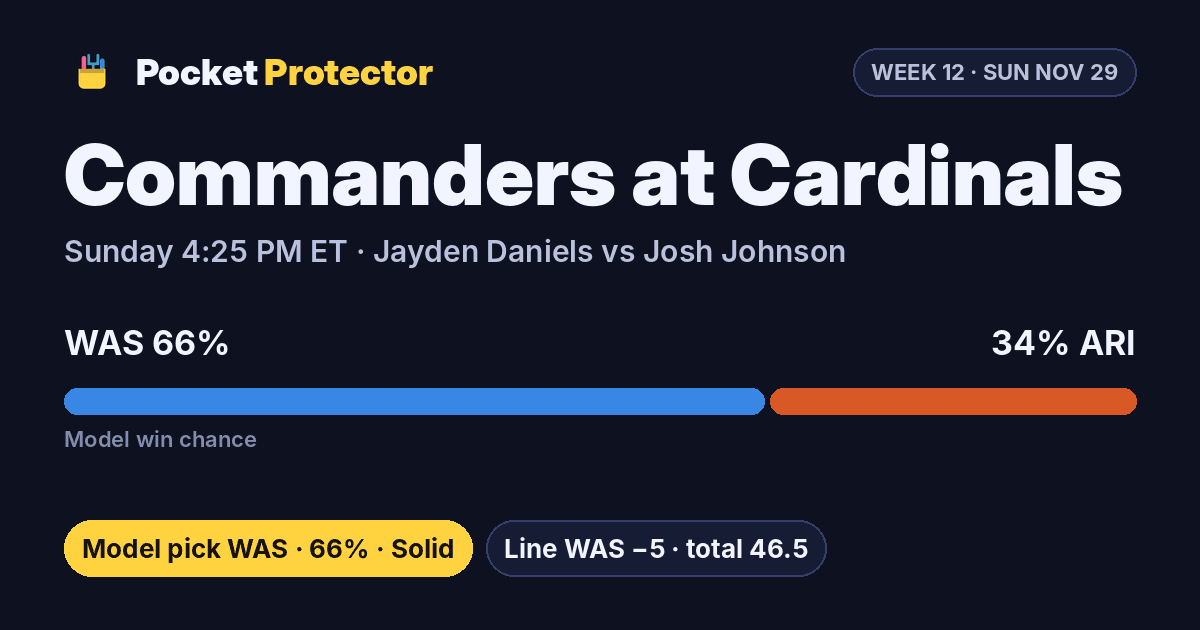 Pocket Protector
WEEK 12 · SUN NOV 29
Commanders at Cardinals
Sunday 4:25 PM ET · Jayden Daniels vs Josh Johnson
WAS 66%
34% ARI
Model win chance
Model pick WAS · 66% · Solid
Line WAS −5 · total 46.5